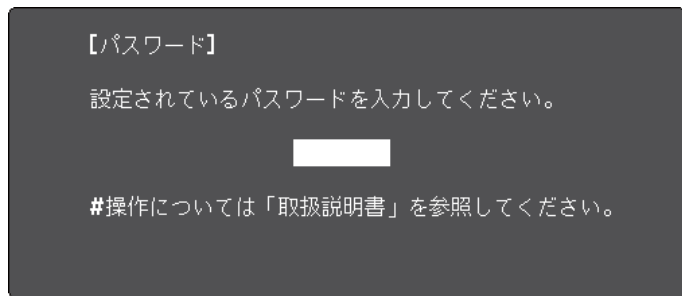 【パスワード】
設定されているパスワードを入力してください。
#操作については「取扱説明書」を参照してください。